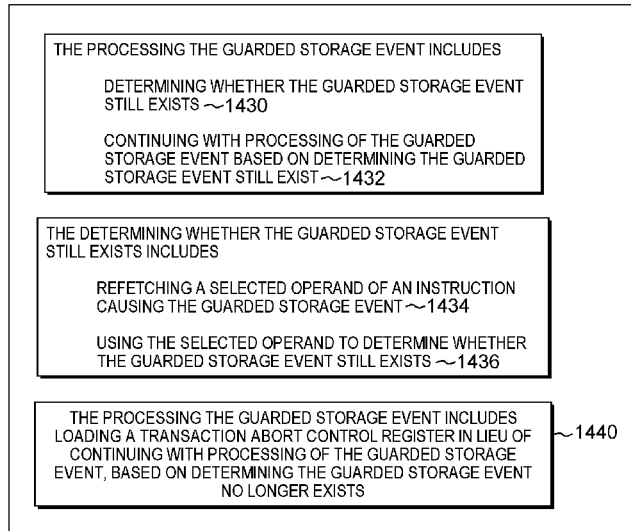 THE PROCESSING THE GUARDED STORAGE EVENT INCLUDES
DETERMINING WHETHER THE GUARDED STORAGE EVENT
STILL EXISTS ~1430
CONTINUING WITH PROCESSING OF THE GUARDED
STORAGE EVENT BASED ON DETERMINING THE GUARDED
STORAGE EVENT STILL EXIST ~1432
THE DETERMINING WHETHER THE GUARDED STORAGE EVENT
STILL EXISTS INCLUDES
REFETCHING A SELECTED OPERAND OF AN INSTRUCTION
CAUSING THE GUARDED STORAGE EVENT ~1434
USING THE SELECTED OPERAND TO DETERMINE WHETHER
THE GUARDED STORAGE EVENT STILL EXISTS ~1436
THE PROCESSING THE GUARDED STORAGE EVENT INCLUDES
LOADING A TRANSACTION ABORT CONTROL REGISTER IN LIEU OF ~1440
CONTINUING WITH PROCESSING OF THE GUARDED STORAGE
EVENT, BASED ON DETERMINING THE GUARDED STORAGE EVENT
NO LONGER EXISTS